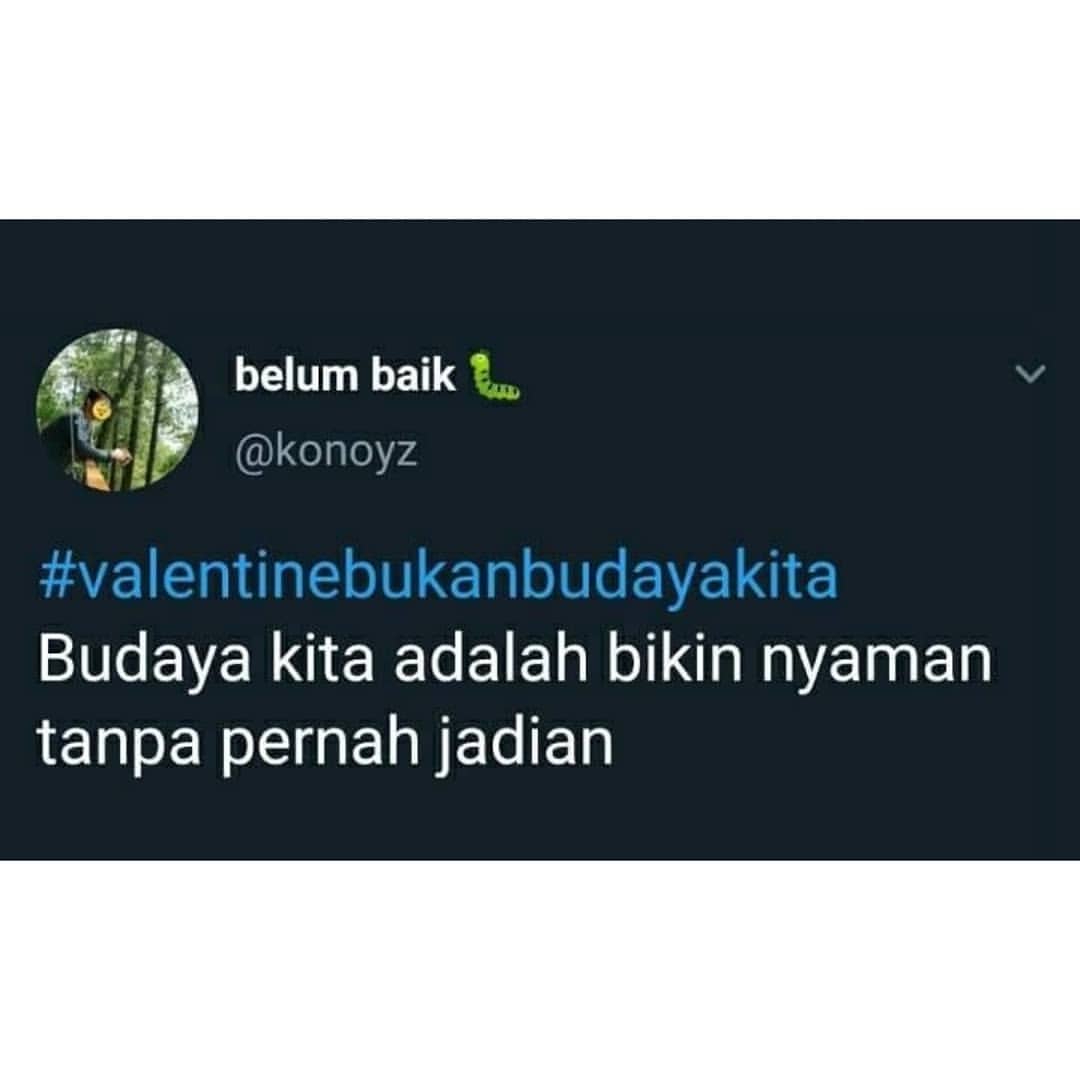 belum baik 🐛
@konoyz
#valentinebukanbudayakita
Budaya kita adalah bikin nyaman
tanpa pernah jadian